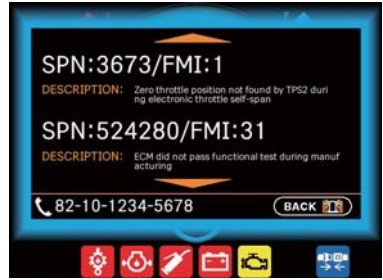 SPN:3673/FMI:1
DESCRIPTION: Zero throttle position not found by TPS2 duri
ng electronic throttle self-span
SPN:524280/FMI:31
DESCRIPTION: ECM did not pass functional test during manuf
acturing
82-10-1234-5678
BACK